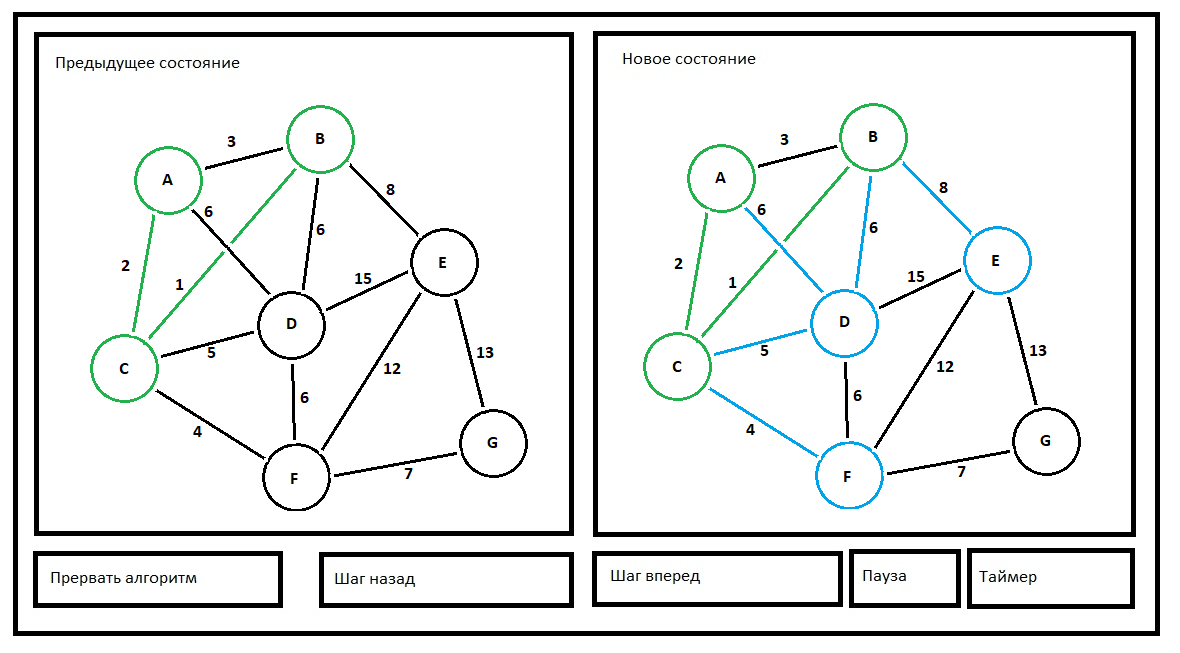 Предыдущее состояние
3
B
A
6
8
6
2
E
15
1
D
13
5
12
C
6
4
G
F
7
Новое состояние
3
B
A
8
6
6
2
E
15
1
D
13
5
12
C
6
4
G
F
7
Прервать алгоритм
Шаг назад
Шаг вперед
Пауза
Таймер